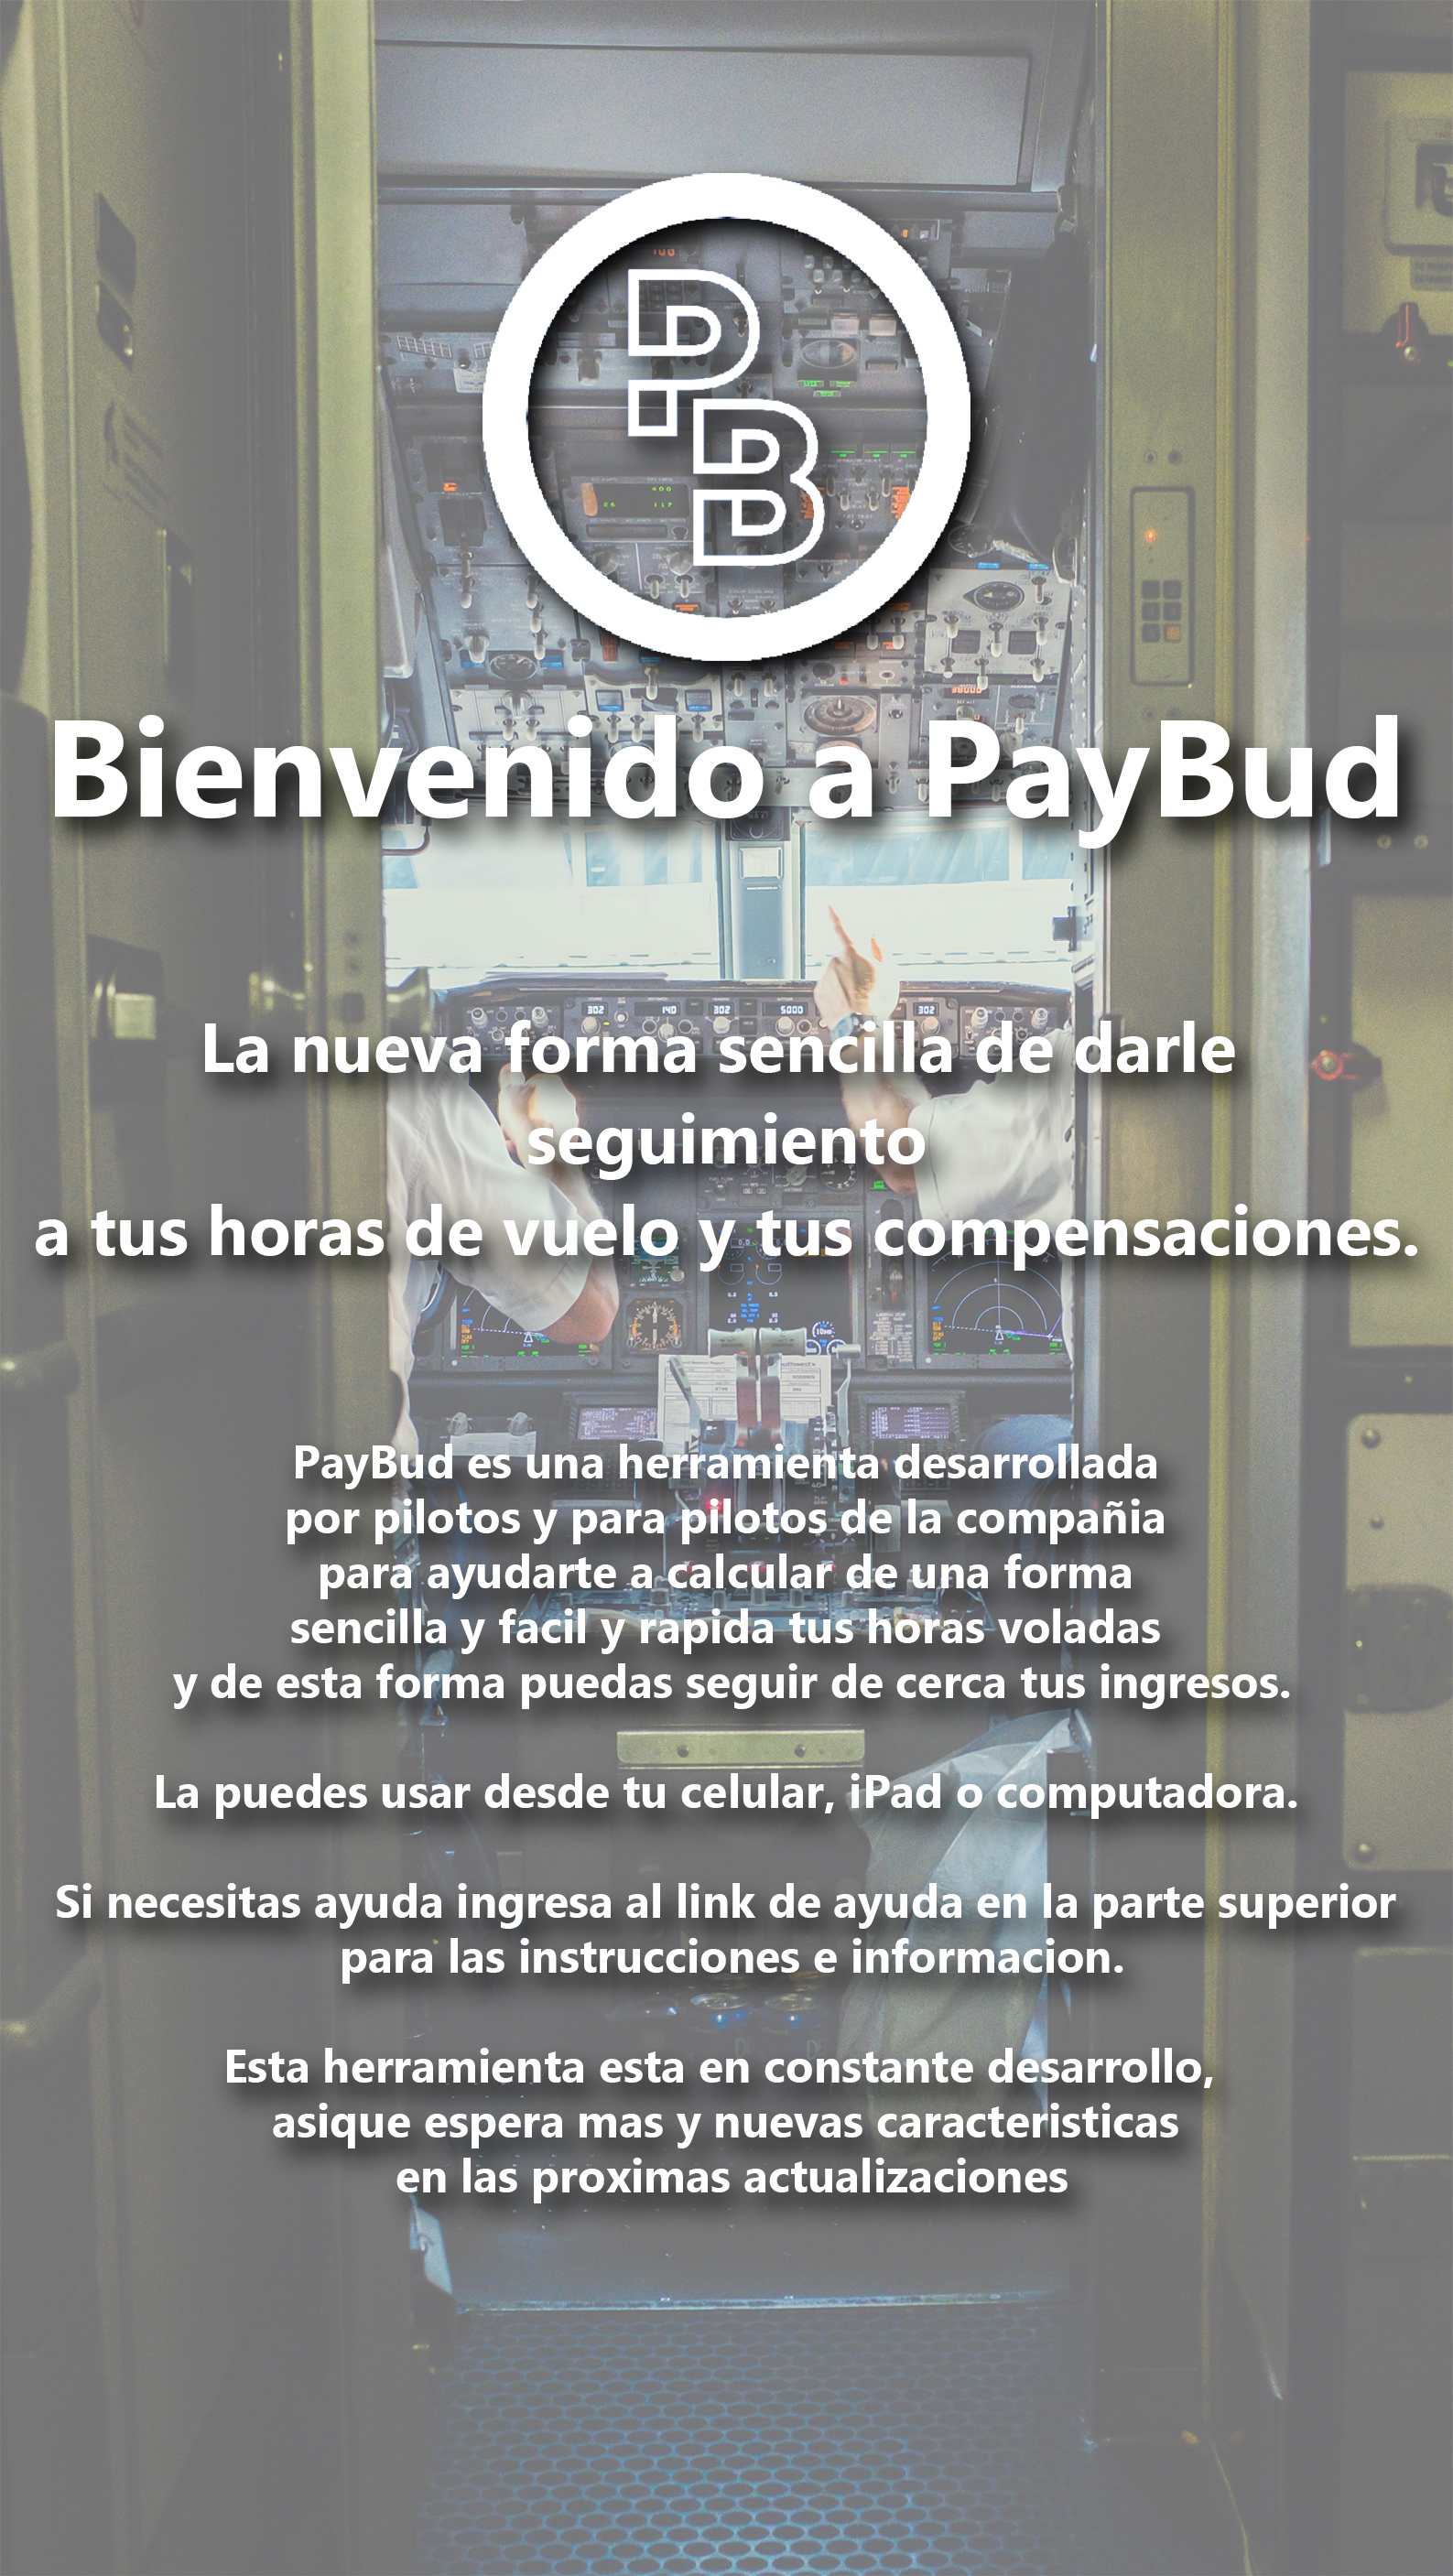 PB
Bienvenido a PayBud
La nueva forma sencilla de darle
seguimiento
a tus horas de vuelo y tus compensaciones.
PayBud es una herramienta desarrollada
por pilotos y para pilotos de la compañia
para ayudarte a calcular de una forma
sencilla y facil y rapida tus horas voladas
y de esta forma puedas seguir de cerca tus ingresos.
La puedes usar desde tu celular, iPad o computadora.
Si necesitas ayuda ingresa al link de ayuda en la parte superior
para las instrucciones e informacion.
Esta herramienta esta en constante desarrollo,
asique espera mas y nuevas caracteristicas
en las proximas actualizaciones